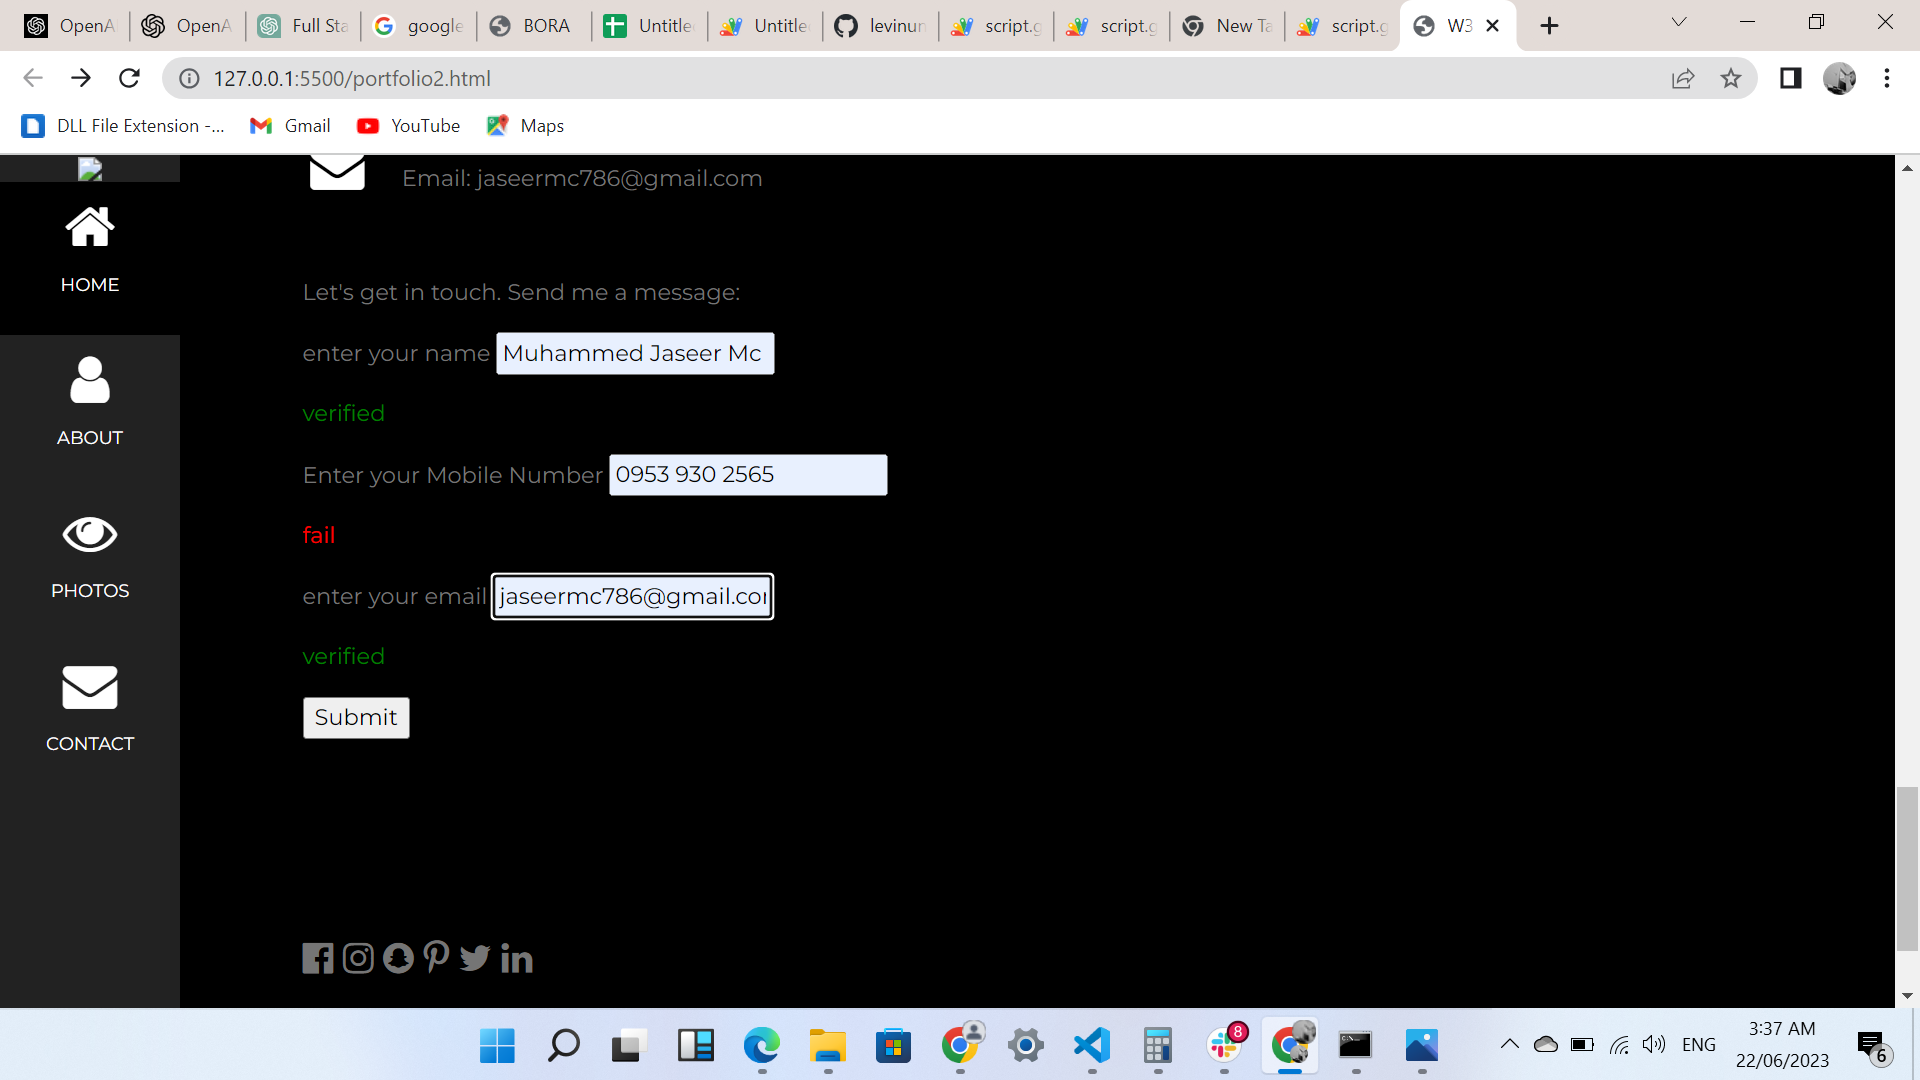 OpenA
OpenA
Full Sta
google
BORA
Untitle
Untitle
levinun
script.g
script.g
New Ta
script.g
W3
127.0.0.1:5500/portfolio2.html
DLL File Extension -...
Gmail
YouTube
Maps
Email: jaseermc786@gmail.com
HOME
Let's get in touch. Send me a message:
enter your name Muhammed Jaseer Mc
verified
ABOUT
Enter your Mobile Number 0953 930 2565
fail
PHOTOS
enter your email jaseermc786@gmail.com
verified
Submit
CONTACT
8
ENG
3:37 AM
22/06/2023
6